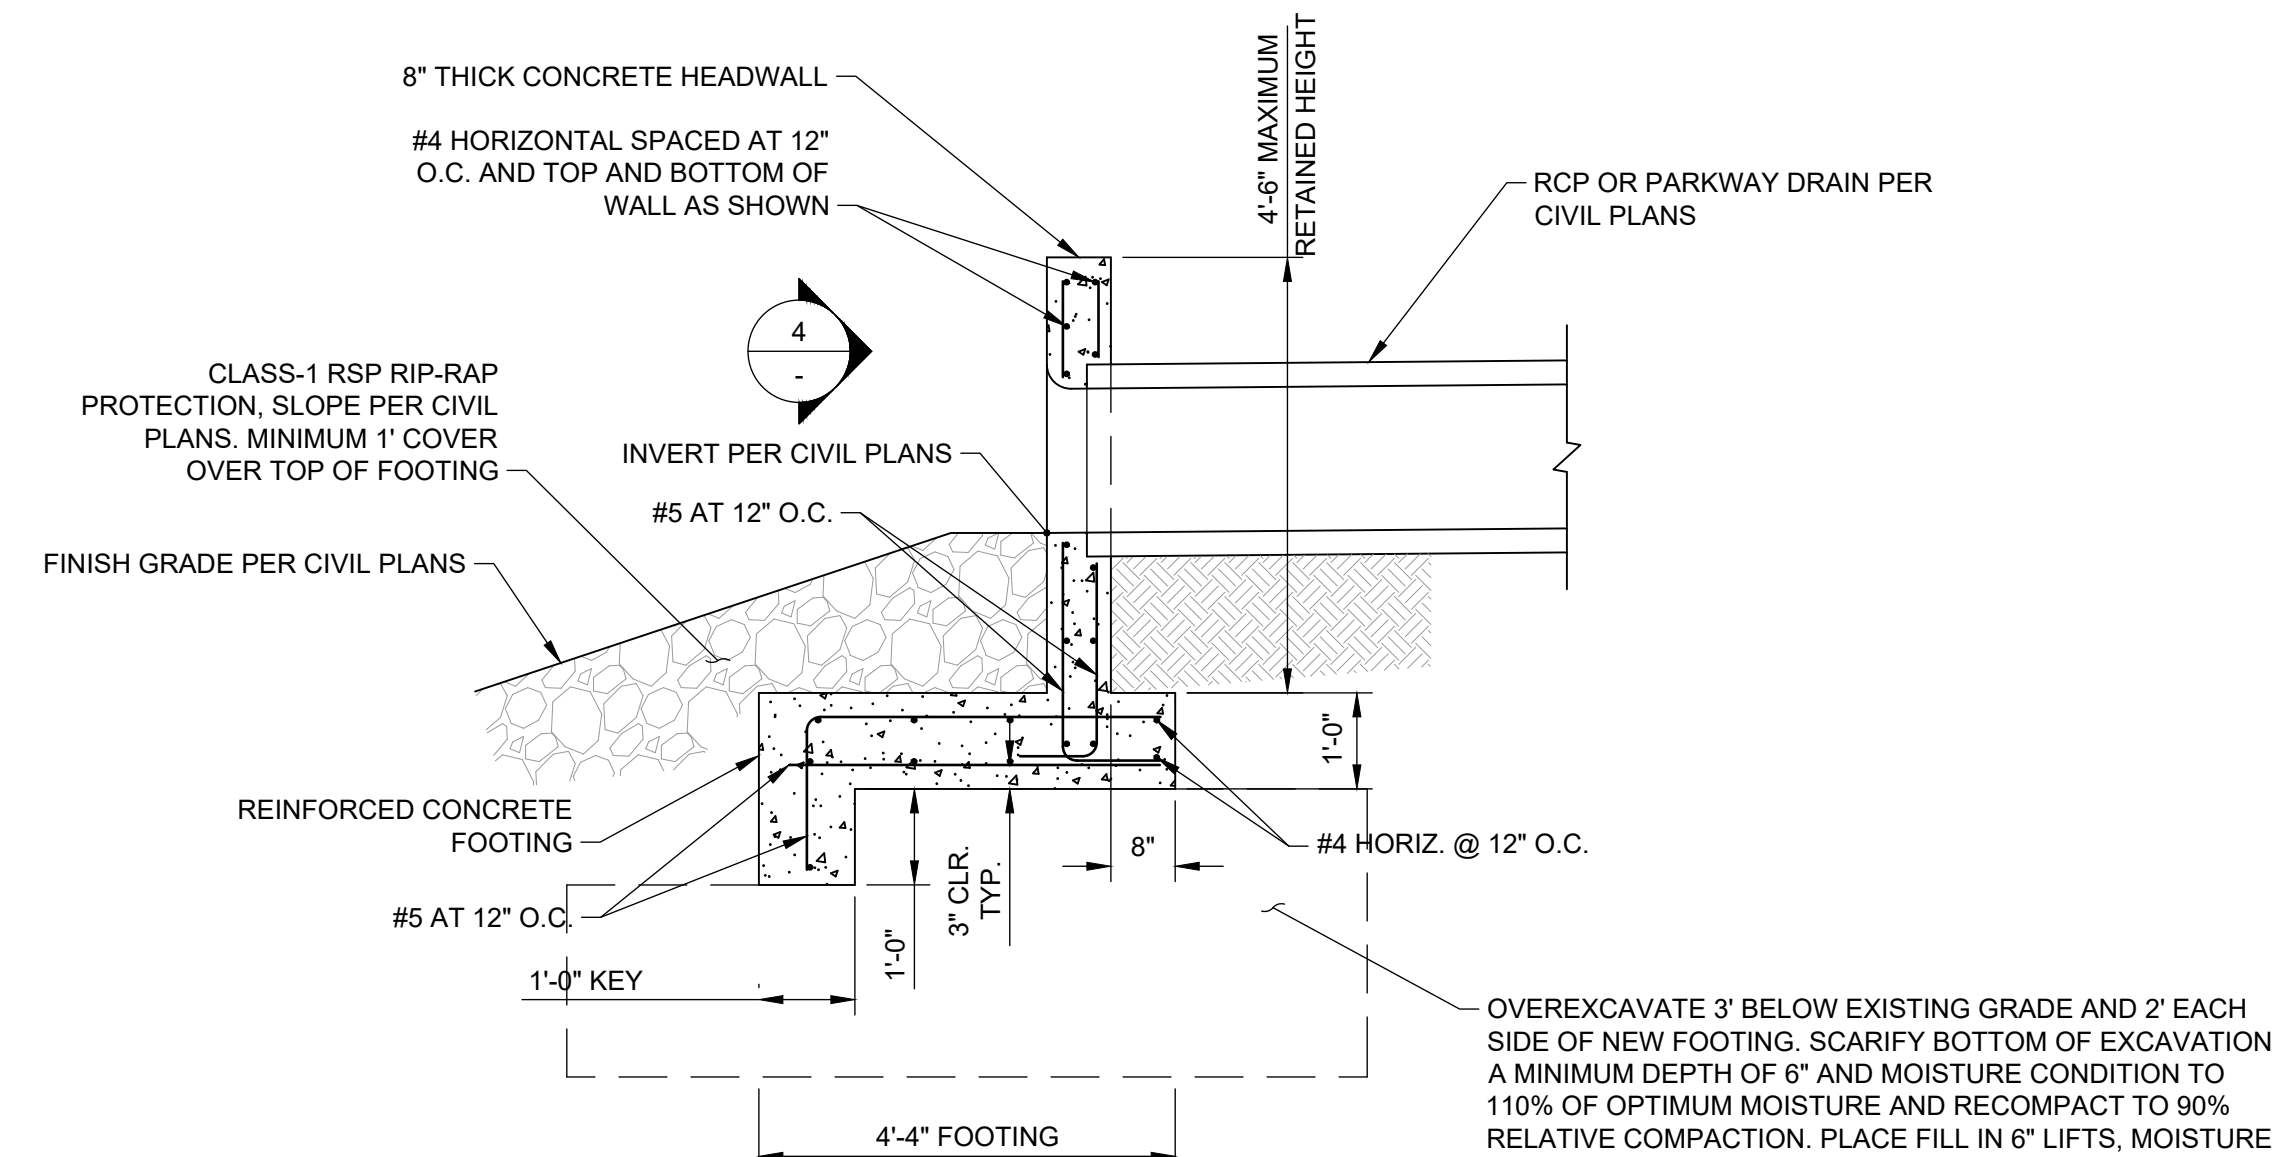 8" THICK CONCRETE HEADWALL
#4 HORIZONTAL SPACED AT 12"
O.C. AND TOP AND BOTTOM OF
WALL AS SHOWN
4'-6" MAXIMUM
RETAINED HEIGHT
RCP OR PARKWAY DRAIN PER
CIVIL PLANS
4
-
CLASS-1 RSP RIP-RAP
PROTECTION, SLOPE PER CIVIL
PLANS. MINIMUM 1' COVER
OVER TOP OF FOOTING
INVERT PER CIVIL PLANS
#5 AT 12" O.C.
FINISH GRADE PER CIVIL PLANS
1'-0"
REINFORCED CONCRETE
FOOTING
#4 HORIZ. @ 12" O.C.
8"
3" CLR.
TYP.
#5 AT 12" O.C.
1'-0"
1'-0" KEY
OVEREXCAVATE 3' BELOW EXISTING GRADE AND 2' EACH
SIDE OF NEW FOOTING. SCARIFY BOTTOM OF EXCAVATION
A MINIMUM DEPTH OF 6" AND MOISTURE CONDITION TO
110% OF OPTIMUM MOISTURE AND RECOMPACT TO 90%
RELATIVE COMPACTION. PLACE FILL IN 6" LIFTS, MOISTURE
4'-4" FOOTING